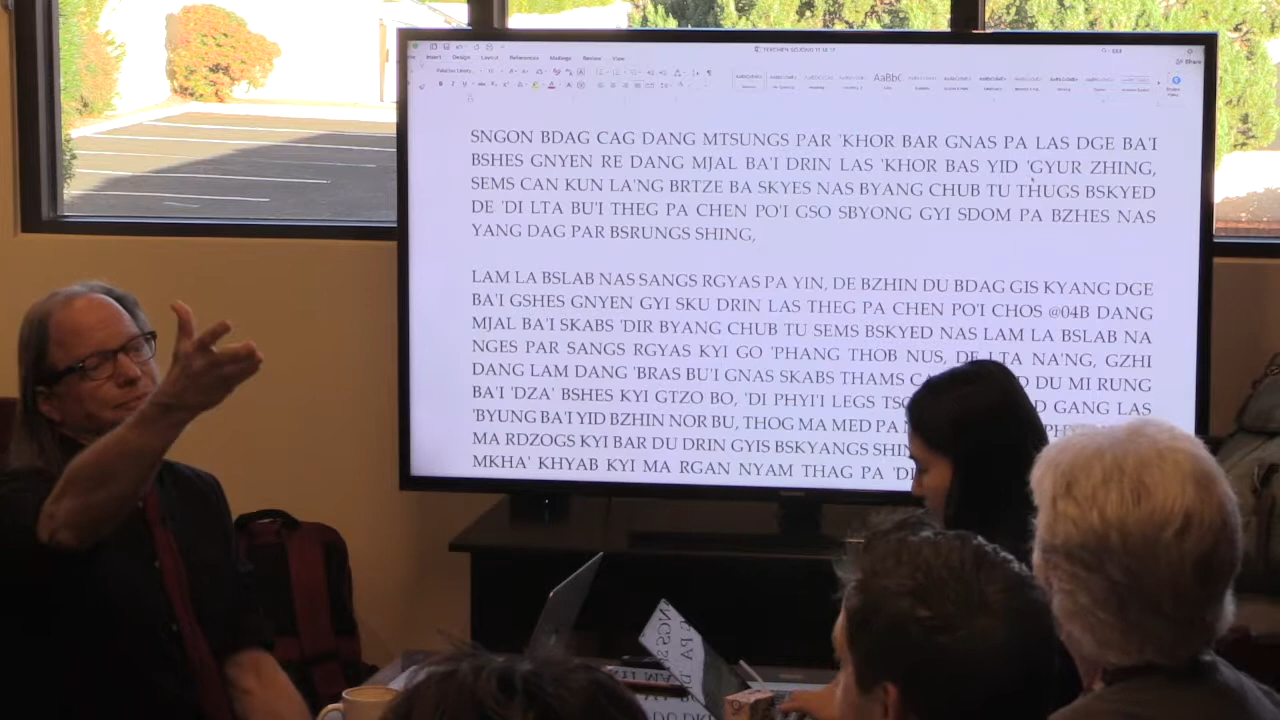 Insert Design Layout References Mailings Review View
Share
SNGON BDAG CAG DANG MTSUNGS PAR 'KHOR BAR GNAS PA LAS DGE BA'I
BSHES GNYEN RE DANG MJAL BA'I DRIN LAS 'KHOR BAS YID 'GYUR ZHING,
SEMS CAN KUN LA'NG BRTZE BA SKYES NAS BYANG CHUB TU THUGS BSKYED
DE 'DI LTA BU'I THEG PA CHEN PO'I GSO SBYONG GYI SDOM PA BZHES NAS
YANG DAG PAR BSRUNGS SHING,
LAM LA BSLAB NAS SANGS RGYAS PA YIN, DE BZHIN DU BDAG GIS KYANG DGE
BA'I GSHES GNYEN GYI SKU DRIN LAS THEG PA CHEN PO'I CHOS @04B DANG
MJAL BA'I SKABS 'DIR BYANG CHUB TU SEMS BSKYED NAS LAM LA BSLAB NA
NGES PAR SANGS RGYAS KYI GO 'PHANG THOB NUS, DE LTA NA'NG, GZHI
DANG LAM DANG 'BRAS BU'I GNAS SKABS THAMS DU MI RUNG
BA'I 'DZA' BSHES KYI GTZO BO, 'DI PHYI'I LEGS GANG LAS
'BYUNG BA'I YID BZHIN NOR BU, THOG MA MED PA
MA RDZOGS KYI BAR DU DRIN GYIS BSKYANGS
MKHA' KHYAB KYI MA RGAN NYAM THAG PA